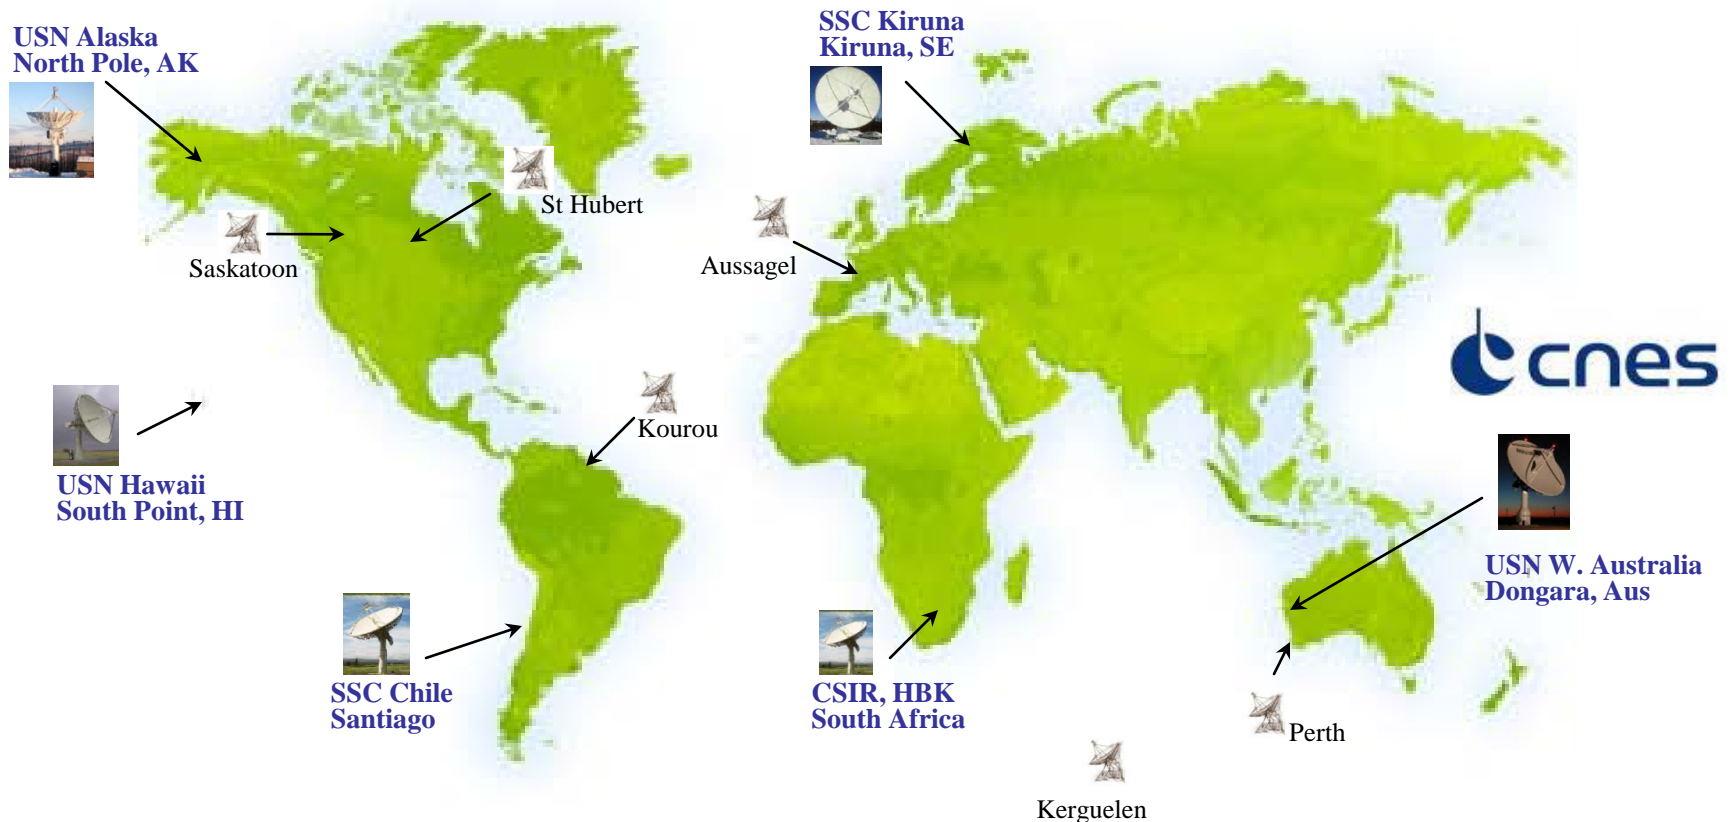 USN Alaska
North Pole, AK
SSC Kiruna
Kiruna, SE
St Hubert
Saskatoon
Aussagel
cnes
Kourou
USN Hawaii
South Point, HI
USN W. Australia
Dongara, Aus
SSC Chile
Santiago
CSIR, HBK
South Africa
Perth
Kerguelen